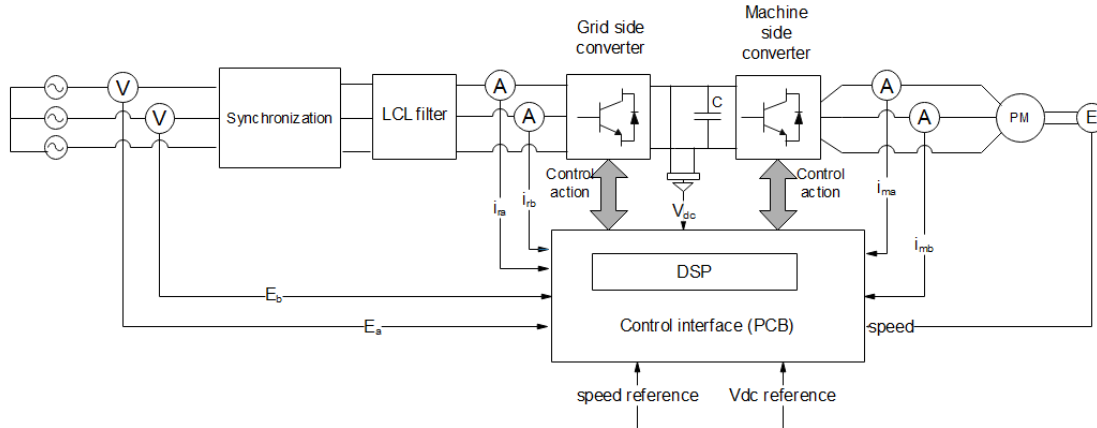 Grid side
converter
Machine
side
converter
V
V
Synchronization
LCL filter
A
A
C
A
A
PM
E
Control
action
Control
action
i_ra
i_rb
V_dc
i_ma
i_mb
DSP
E_b
E_a
Control interface (PCB)
speed
speed reference
Vdc reference